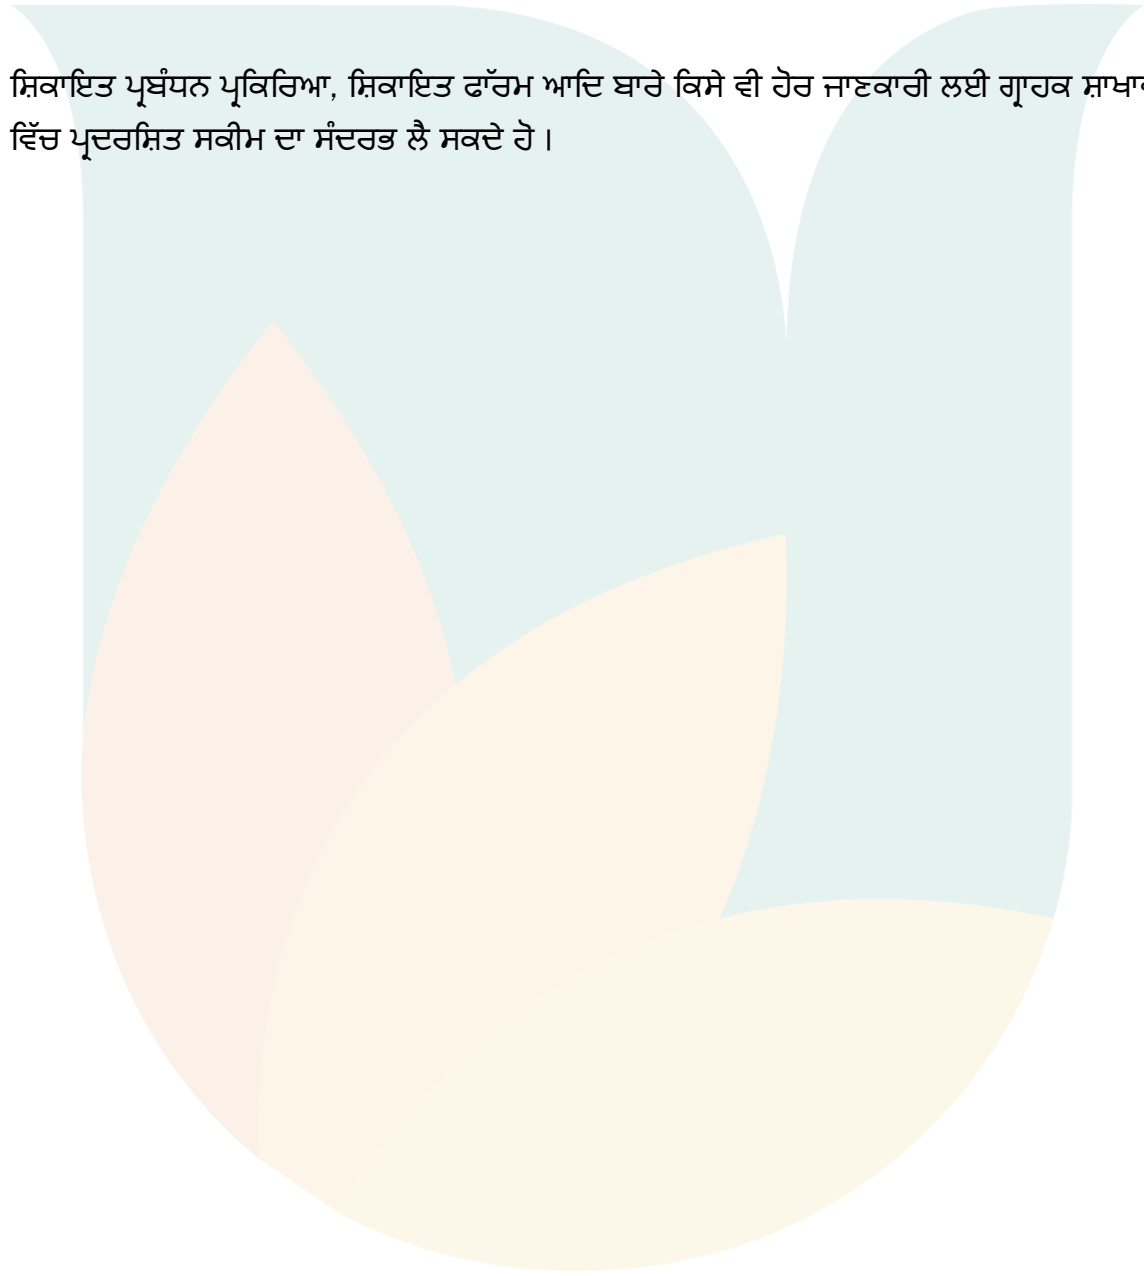 ਸ਼ਿਕਾਇਤ ਪ੍ਰਬੰਧਨ ਪ੍ਰਕਿਰਿਆ, ਸ਼ਿਕਾਇਤ ਫਾੱਰਮ ਆਦਿ ਬਾਰੇ ਕਿਸੇ ਵੀ ਹੋਰ ਜਾਣਕਾਰੀ ਲਈ ਗ੍ਰਾਹਕ
ਵਿੱਚ ਪ੍ਰਦਰਸ਼ਿਤ ਸਕੀਮ ਦਾ ਸੰਦਰਭ ਲੈ ਸਕਦੇ ਹੋ।